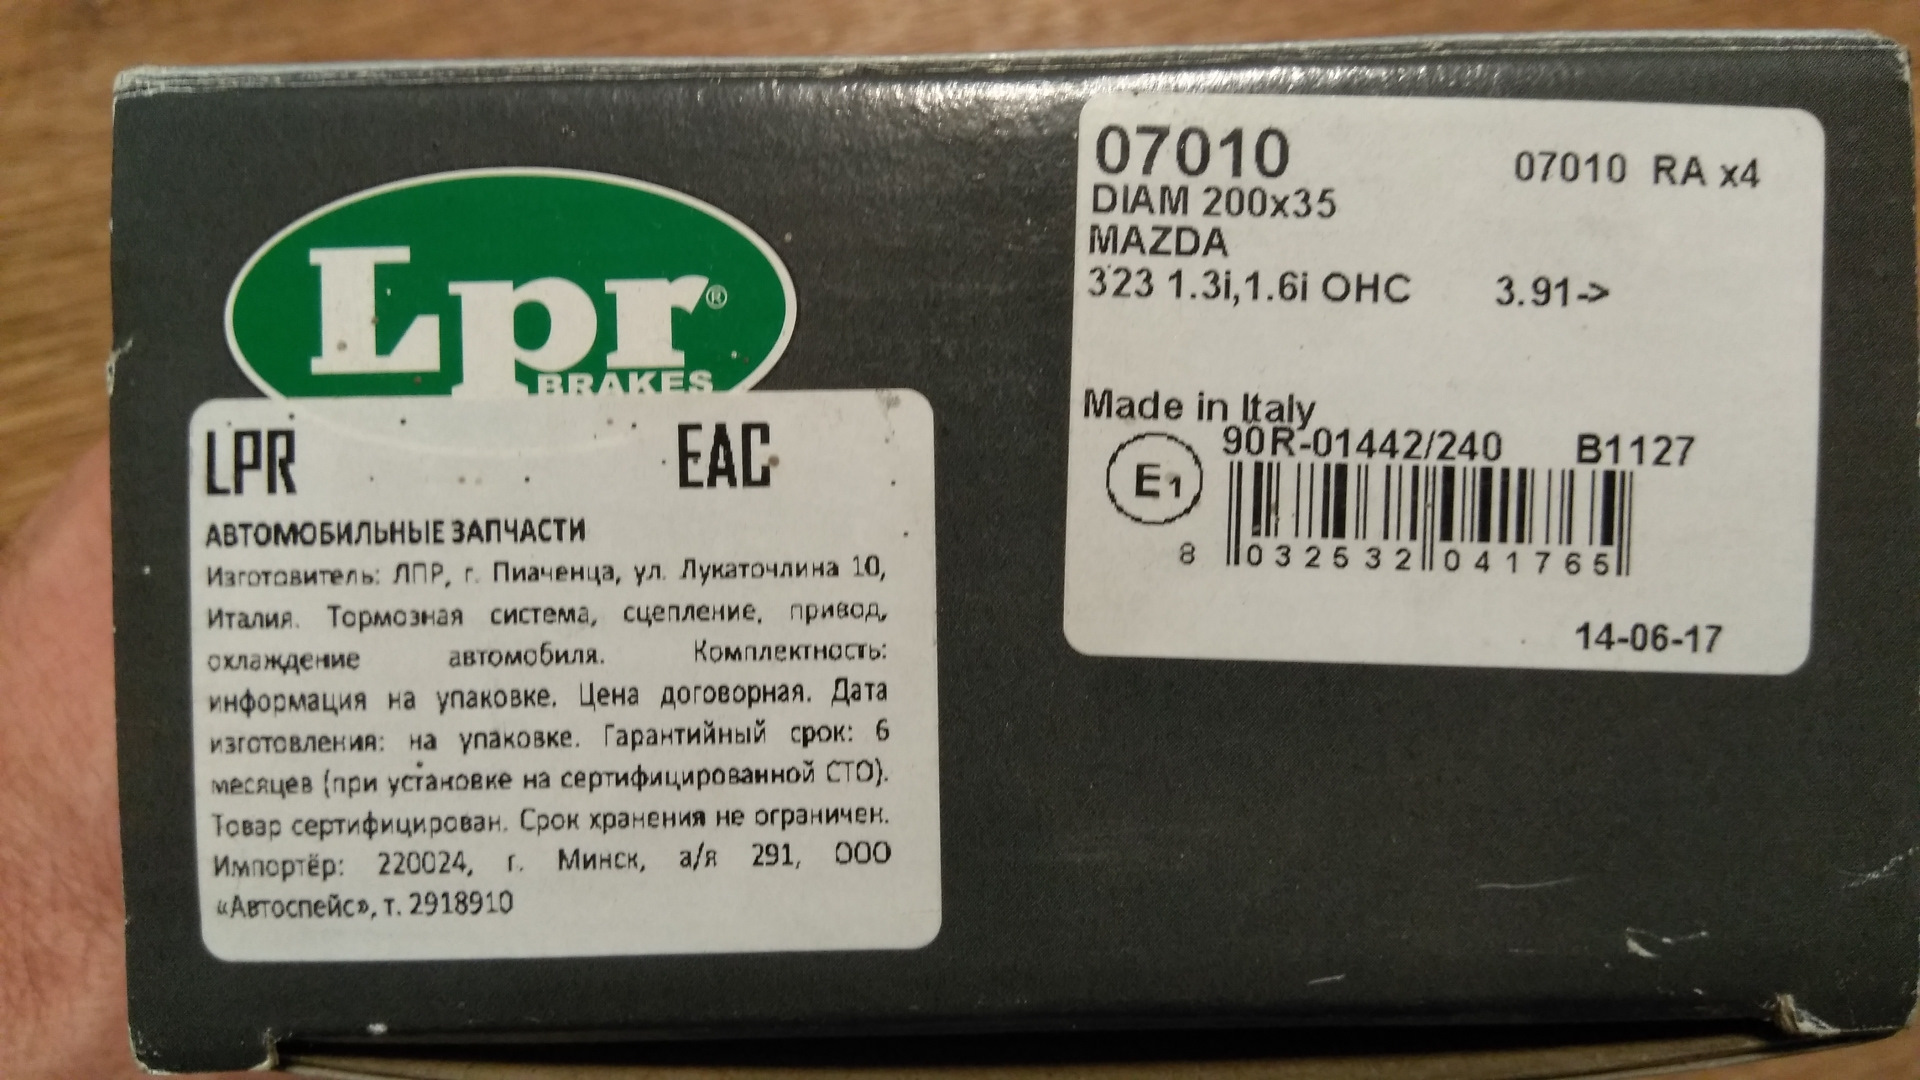 Lpr®
BRAKES
LPR EAC
АВТОМОБИЛЬНЫЕ ЗАПЧАСТИ
Изготовитель: ЛПР, г. Пиаченца, ул. Лукаточлина 10,
Италия. Тормозная система, сцепление, привод,
охлаждение автомобиля. Комплектность:
информация на упаковке. Цена договорная. Дата
изготовления: на упаковке. Гарантийный срок: 6
месяцев (при установке на сертифицированной СТО).
Товар сертифицирован. Срок хранения не ограничен.
Импортёр: 220024, г. Минск, а/я 291, ООО
«Автоспейс», т. 2918910
07010 07010 RA x4
DIAM 200x35
MAZDA
323 1.3i,1.6i OHC 3.91->
Made in Italy
E1 90R-01442/240 B1127
8 032532 041765
14-06-17